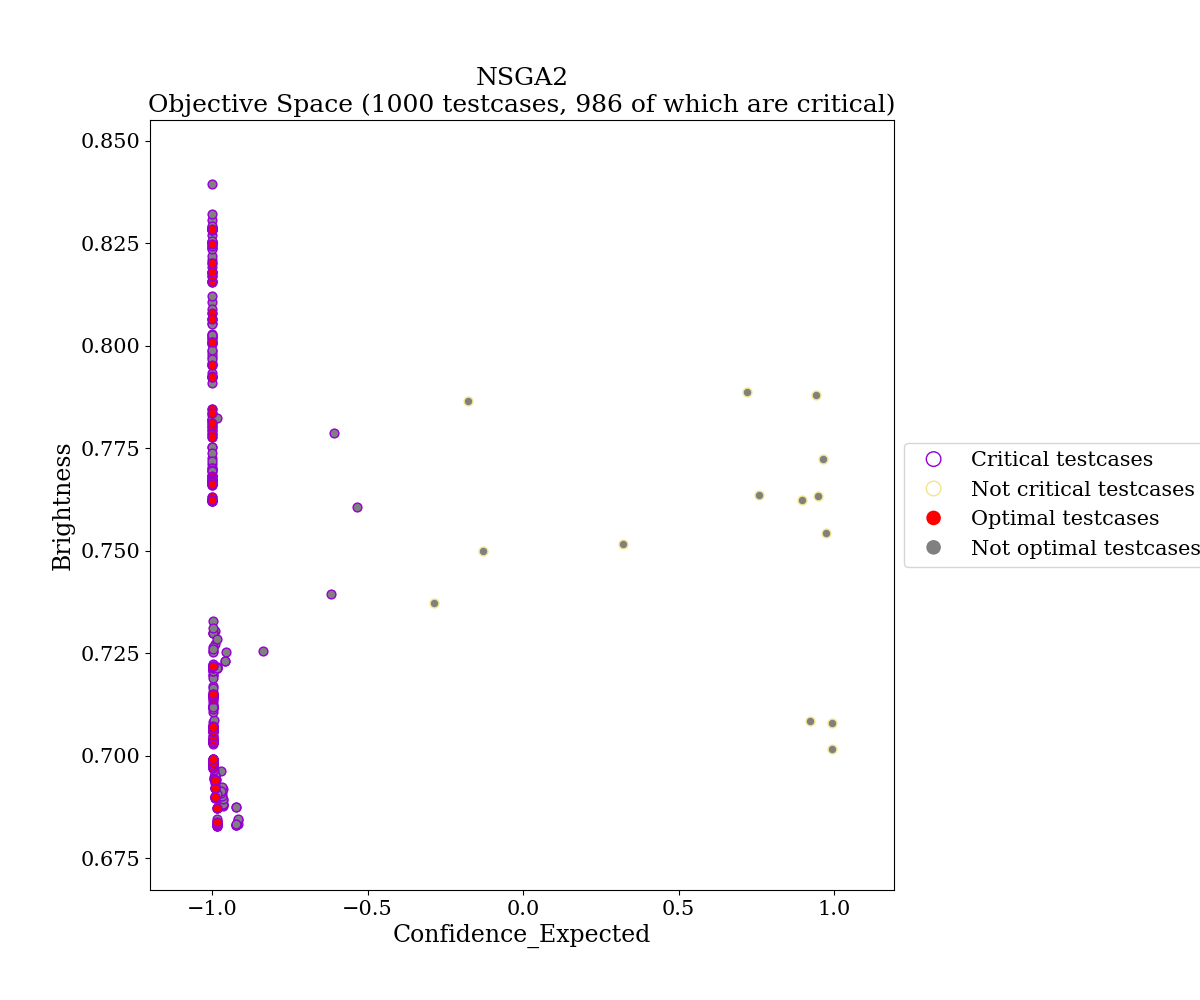 NSGA2
Objective Space (1000 testcases, 986 of which are critical)
0.850
0.825
0.800
0.775
0.750
0.725
0.700
0.675
Brightness
−1.0
−0.5
0.0
0.5
1.0
Confidence_Expected
Critical testcases
Not critical testcases
Optimal testcases
Not optimal testcases